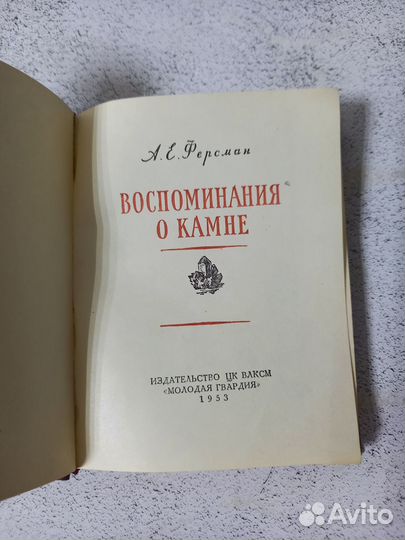 А. Е. Ферсман
ВОСПОМИНАНИЯ
О КАМНЕ
ИЗДАТЕЛЬСТВО ЦК ВЛКСМ
«МОЛОДАЯ ГВАРДИЯ»
1953
Avito